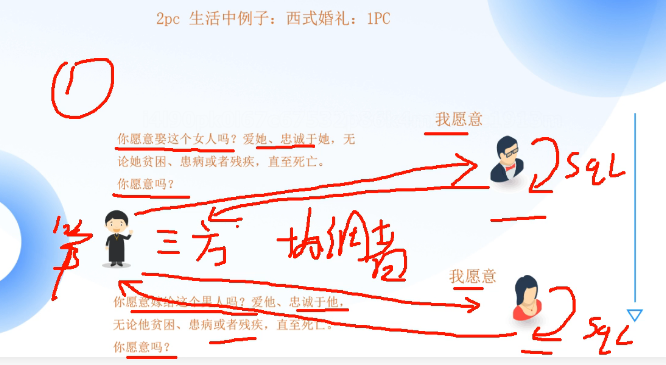 2pc 生活中例子：西式婚礼：1PC
①
我愿意
你愿意娶这个女人吗？爱她、忠诚于她，无
论她贫困、患病或者残疾，直至死亡。
你愿意吗？
SqL
三方 协调者
我愿意
你愿意嫁给这个男人吗？爱他、忠诚于他，
无论他贫困、患病或者残疾，直至死亡。
你愿意吗？
SqL